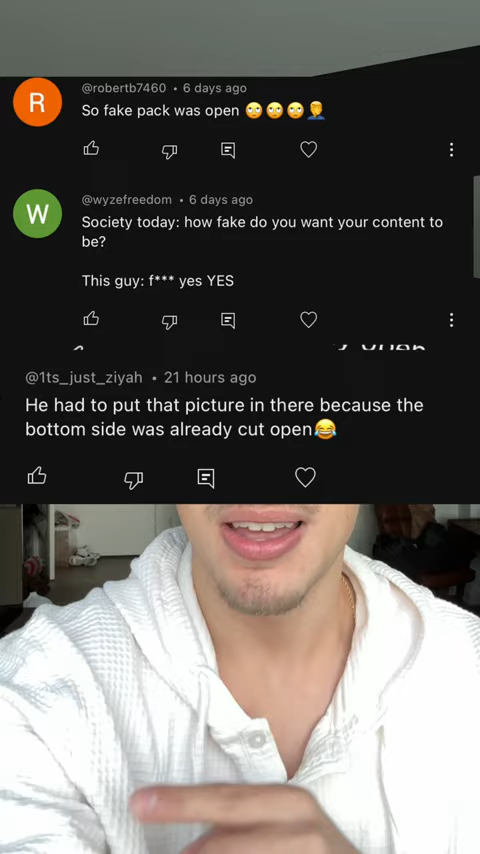 R
@robertb7460 • 6 days ago
So fake pack was open 🙄🙄🙄🤦‍♂️
W
@wyzefreedom • 6 days ago
Society today: how fake do you want your content to
be?
This guy: f*** yes YES
@1ts_just_ziyah • 21 hours ago
He had to put that picture in there because the
bottom side was already cut open😂